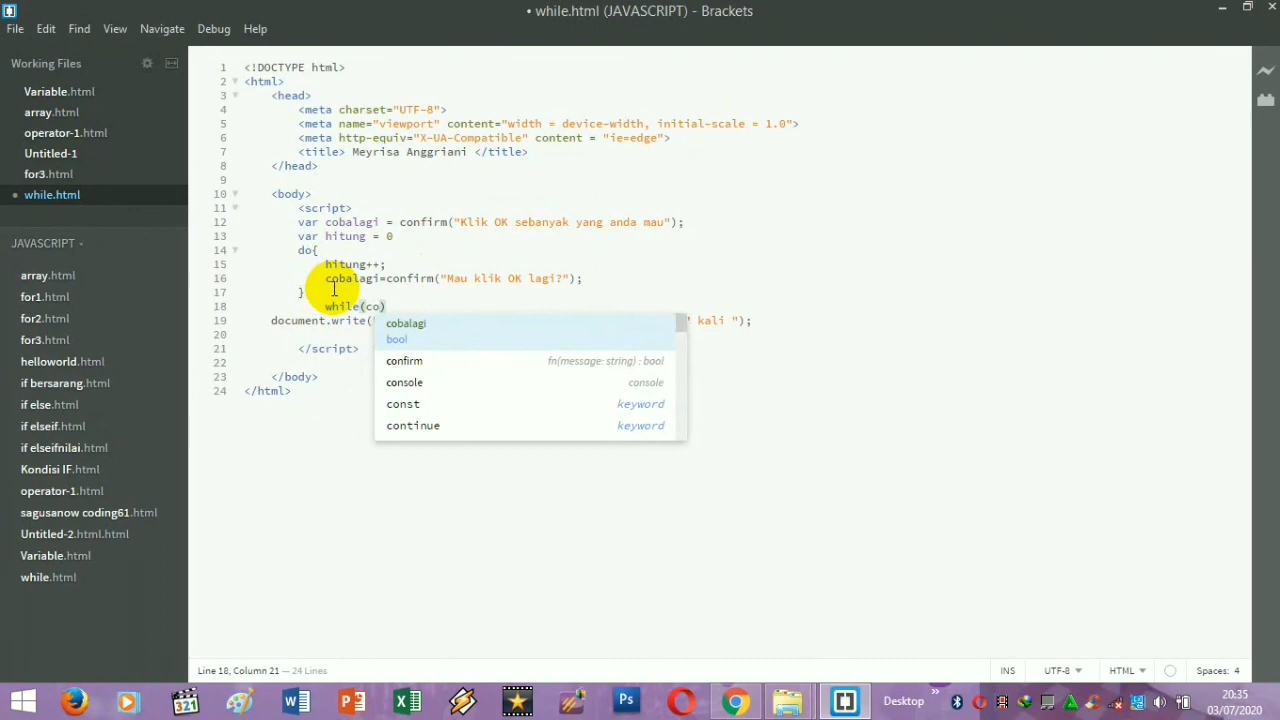 • while.html (JAVASCRIPT) - Brackets
File Edit Find View Navigate Debug Help
Working Files
Variable.html
array.html
operator-1.html
Untitled-1
for3.html
while.html
JAVASCRIPT
array.html
for1.html
for2.html
for3.html
helloworld.html
if bersarang.html
if else.html
if elseif.html
if elseifnilai.html
Kondisi IF.html
operator-1.html
sagusanow coding61.html
Untitled-2.html.html
Variable.html
while.html
1 <!DOCTYPE html>
2 <html>
3 <head>
4 <meta charset="UTF-8">
5 <meta name="viewport" content="width = device-width, initial-scale = 1.0">
6 <meta http-equiv="X-UA-Compatible" content = "ie=edge">
7 <title> Meyrisa Anggriani </title>
8 </head>
9
10 <body>
11 <script>
12 var cobalagi = confirm("Klik OK sebanyak yang anda mau");
13 var hitung = 0
14 do{
15 hitung++;
16 cobalagi=confirm("Mau klik OK lagi?");
17 }
18 while(co)
19 document.write( " kali ");
20
21 </script>
22
23 </body>
24 </html>
cobalagi
bool
confirm fn(message: string) : bool
console console
const keyword
continue keyword
Line 18, Column 21 — 24 Lines
INS UTF-8 HTML Spaces: 4
321
Ps
Desktop
20:35
03/07/2020